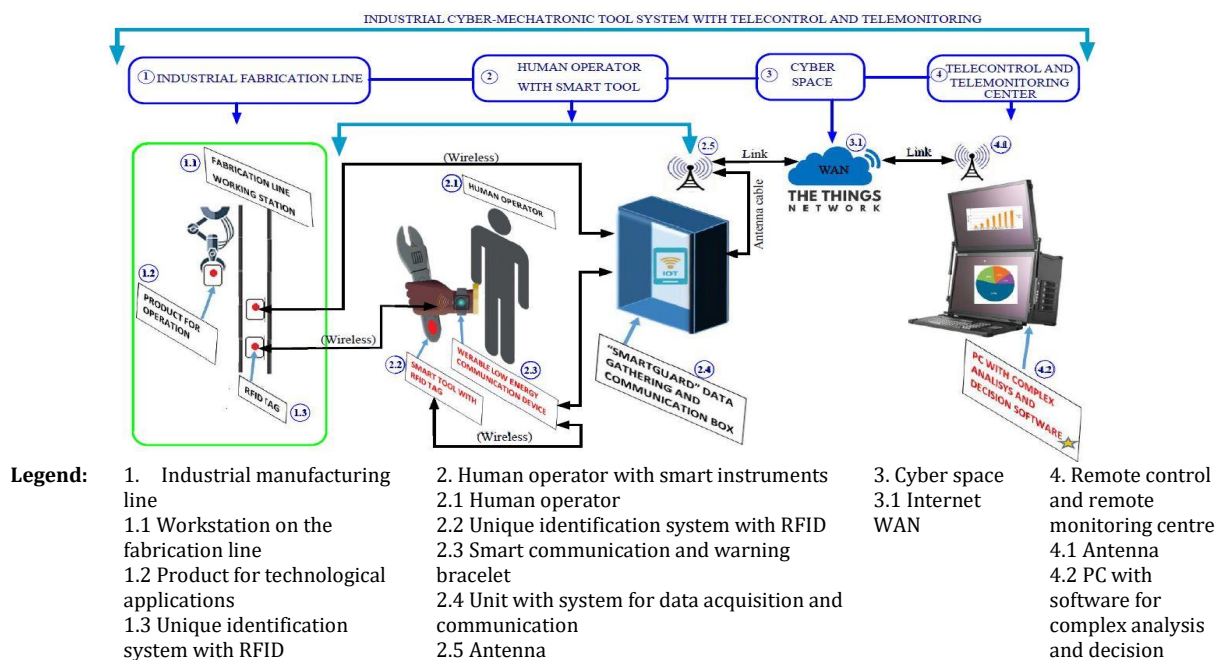 INDUSTRIAL CYBER-MECHATRONIC TOOL SYSTEM WITH TELECONTROL AND TELEMONITORING
1 INDUSTRIAL FABRICATION LINE
2 HUMAN OPERATOR
WITH SMART TOOL
3 CYBER
SPACE
4 TELECONTROL AND
TELEMONITORING
CENTER
1.1 FABRICATION LINE
WORKING STATION
1.2 PRODUCT FOR
OPERATION
RFID TAG 1.3
(Wireless)
(Wireless)
(Wireless)
2.1 HUMAN OPERATOR
2.2 SMART TOOL WITH
RFID TAG
2.3 WERABLE LOW ENERGY
COMMUNICATION DEVICE
IOT
2.4 "SMARTGUARD" DATA
GATHERING AND
COMMUNICATION BOX
2.5
Antenna cable
Link
3.1
WAN
THE THINGS
NETWORK
Link
4.1
4.2
PC WITH COMPLEX
ANALISYS AND
DECISION SOFTWARE
Legend:
1. Industrial manufacturing
line
1.1 Workstation on the
fabrication line
1.2 Product for technological
applications
1.3 Unique identification
system with RFID
2. Human operator with smart instruments
2.1 Human operator
2.2 Unique identification system with RFID
2.3 Smart communication and warning
bracelet
2.4 Unit with system for data acquisition and
communication
2.5 Antenna
3. Cyber space
3.1 Internet
WAN
4. Remote control
and remote
monitoring centre
4.1 Antenna
4.2 PC with
software for
complex analysis
and decision